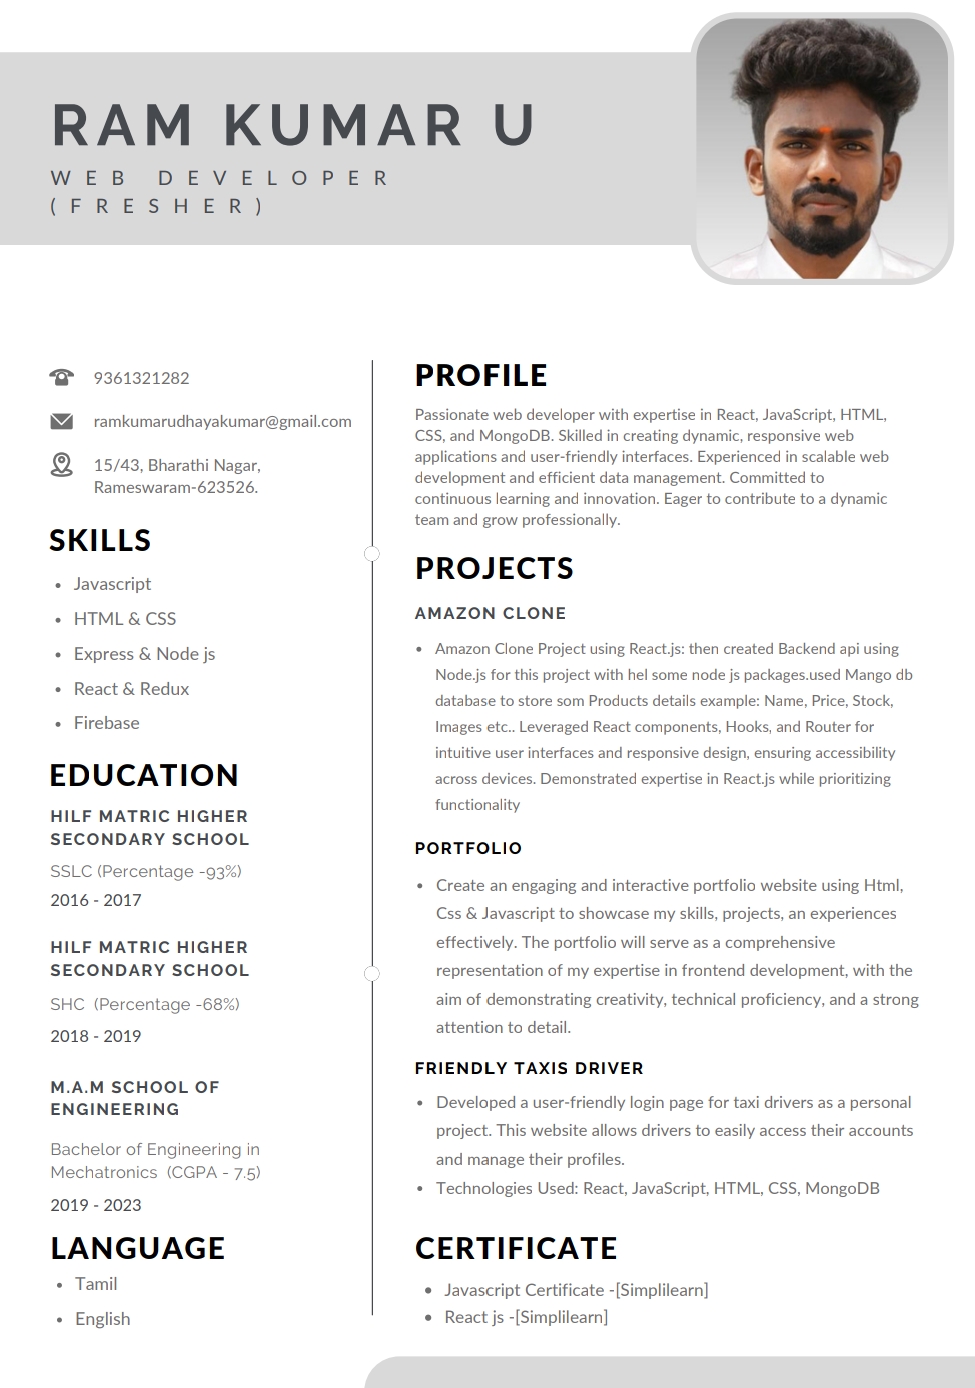 RAM KUMAR U
WEB DEVELOPER
(FRESHER)
9361321282
ramkumarudhayakumar@gmail.com
15/43, Bharathi Nagar,
Rameswaram-623526.
SKILLS
• Javascript
• HTML & CSS
• Express & Node js
• React & Redux
• Firebase
EDUCATION
HILF MATRIC HIGHER
SECONDARY SCHOOL
SSLC (Percentage -93%)
2016 - 2017
HILF MATRIC HIGHER
SECONDARY SCHOOL
SHC (Percentage -68%)
2018 - 2019
M.A.M SCHOOL OF
ENGINEERING
Bachelor of Engineering in
Mechatronics (CGPA - 7.5)
2019 - 2023
LANGUAGE
• Tamil
• English
PROFILE
Passionate web developer with expertise in React, JavaScript, HTML,
CSS, and MongoDB. Skilled in creating dynamic, responsive web
applications and user-friendly interfaces. Experienced in scalable web
development and efficient data management. Committed to
continuous learning and innovation. Eager to contribute to a dynamic
team and grow professionally.
PROJECTS
AMAZON CLONE
• Amazon Clone Project using React.js: then created Backend api using
Node.js for this project with hel some node js packages.used Mango db
database to store som Products details example: Name, Price, Stock,
Images etc.. Leveraged React components, Hooks, and Router for
intuitive user interfaces and responsive design, ensuring accessibility
across devices. Demonstrated expertise in React.js while prioritizing
functionality
PORTFOLIO
• Create an engaging and interactive portfolio website using Html,
Css & Javascript to showcase my skills, projects, an experiences
effectively. The portfolio will serve as a comprehensive
representation of my expertise in frontend development, with the
aim of demonstrating creativity, technical proficiency, and a strong
attention to detail.
FRIENDLY TAXIS DRIVER
• Developed a user-friendly login page for taxi drivers as a personal
project. This website allows drivers to easily access their accounts
and manage their profiles.
• Technologies Used: React, JavaScript, HTML, CSS, MongoDB
CERTIFICATE
• Javascript Certificate -[Simplilearn]
• React js -[Simplilearn]